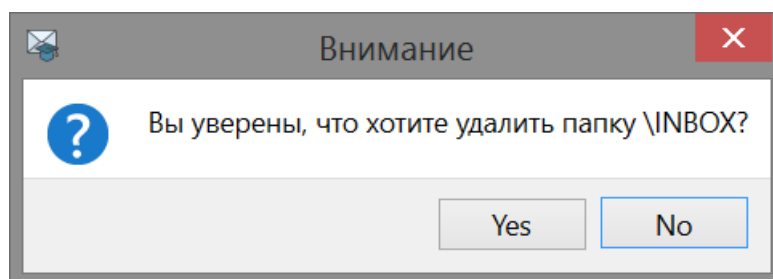 Внимание
Вы уверены, что хотите удалить папку \INBOX?
Yes No